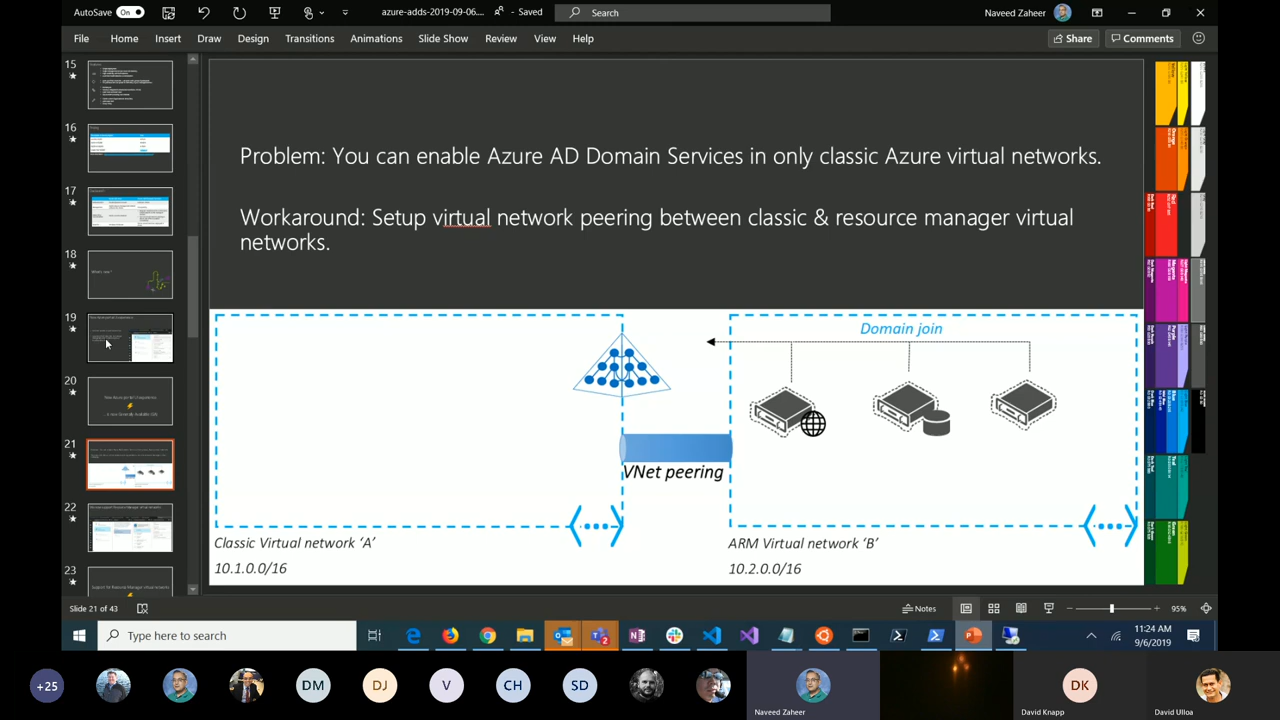 AutoSave On
azure-adds-2019-09-06.... - Saved
Search
Naveed Zaheer
File Home Insert Draw Design Transitions Animations Slide Show Review View Help
Share
Comments
15
16
17
18
What's new?
19
20
21
22
23
Problem: You can enable Azure AD Domain Services in only classic Azure virtual networks.
Workaround: Setup virtual network peering between classic & resource manager virtual
networks.
Domain join
VNet peering
Classic Virtual network ‘A’
10.1.0.0/16
ARM Virtual network ‘B’
10.2.0.0/16
Slide 21 of 43
Notes
95%
Type here to search
11:24 AM
9/6/2019
+25
DM
DJ
V
CH
SD
DK
Naveed Zaheer
David Knapp
David Ulloa